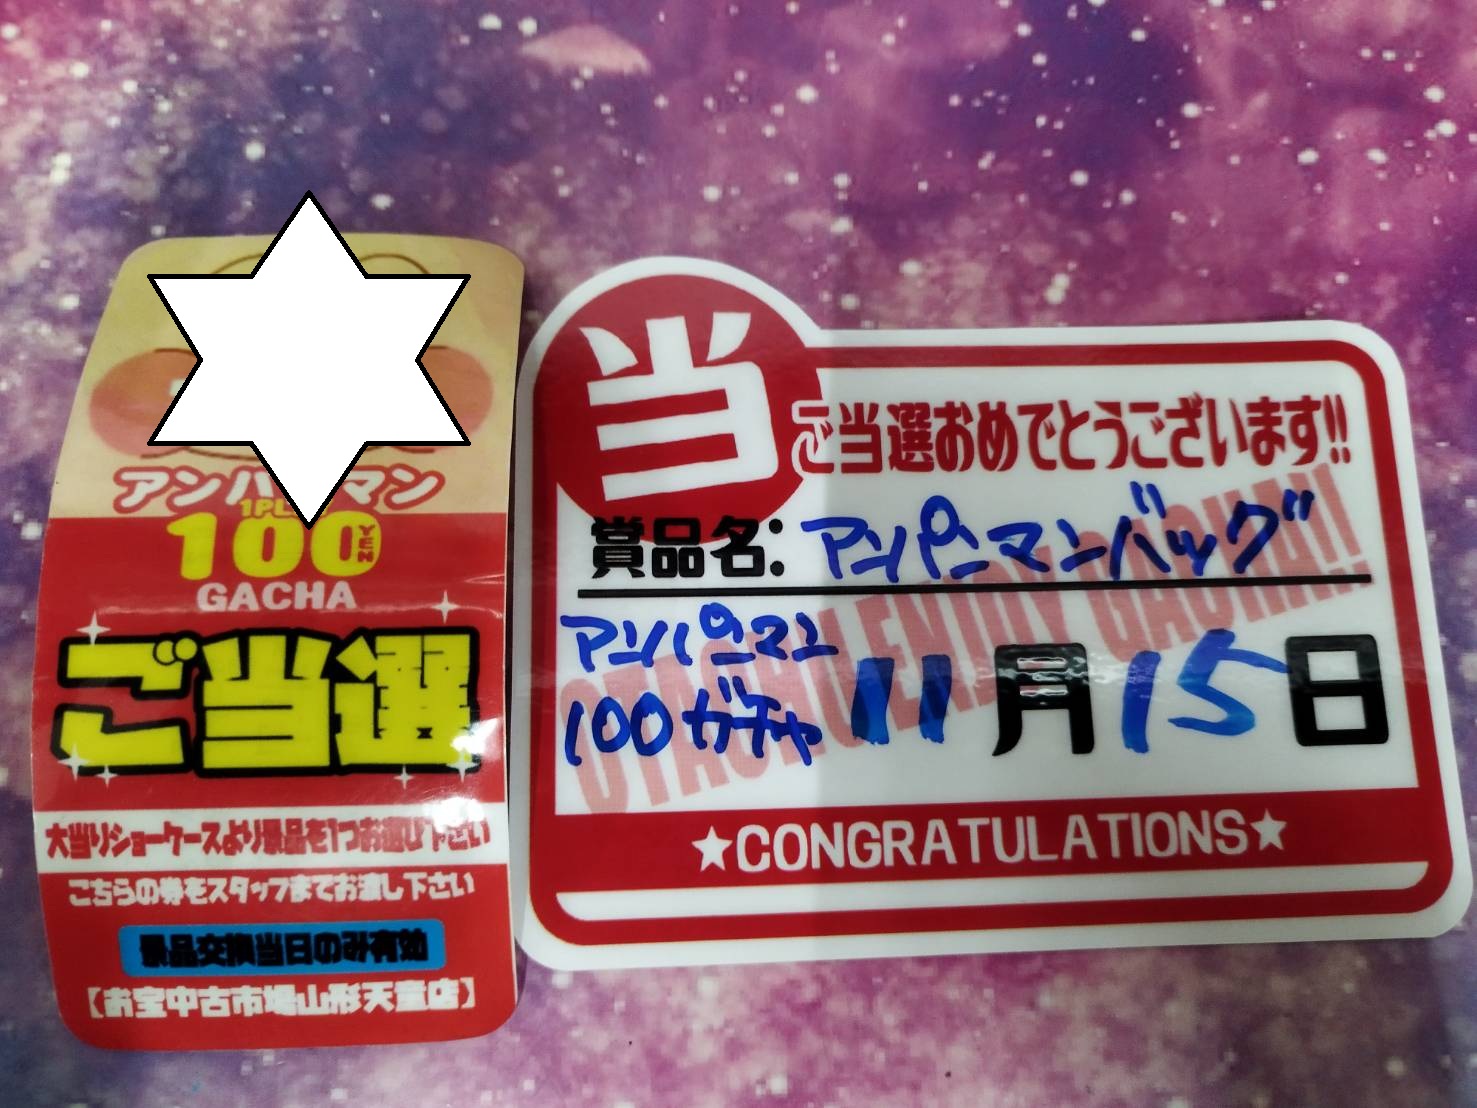 アンパンマン
100
YEN
GACHA
ご当選
大当りショーケースより景品を1つお選び下さい
こちらの券をスタッフまでお渡し下さい
景品交換当日のみ有効
【お宝中古市場山形天童店】
当
ご当選おめでとうございます!!
賞品名:アンパンマンバッグ
アンパンマン
100ガチャ
11月15日
★CONGRATULATIONS★